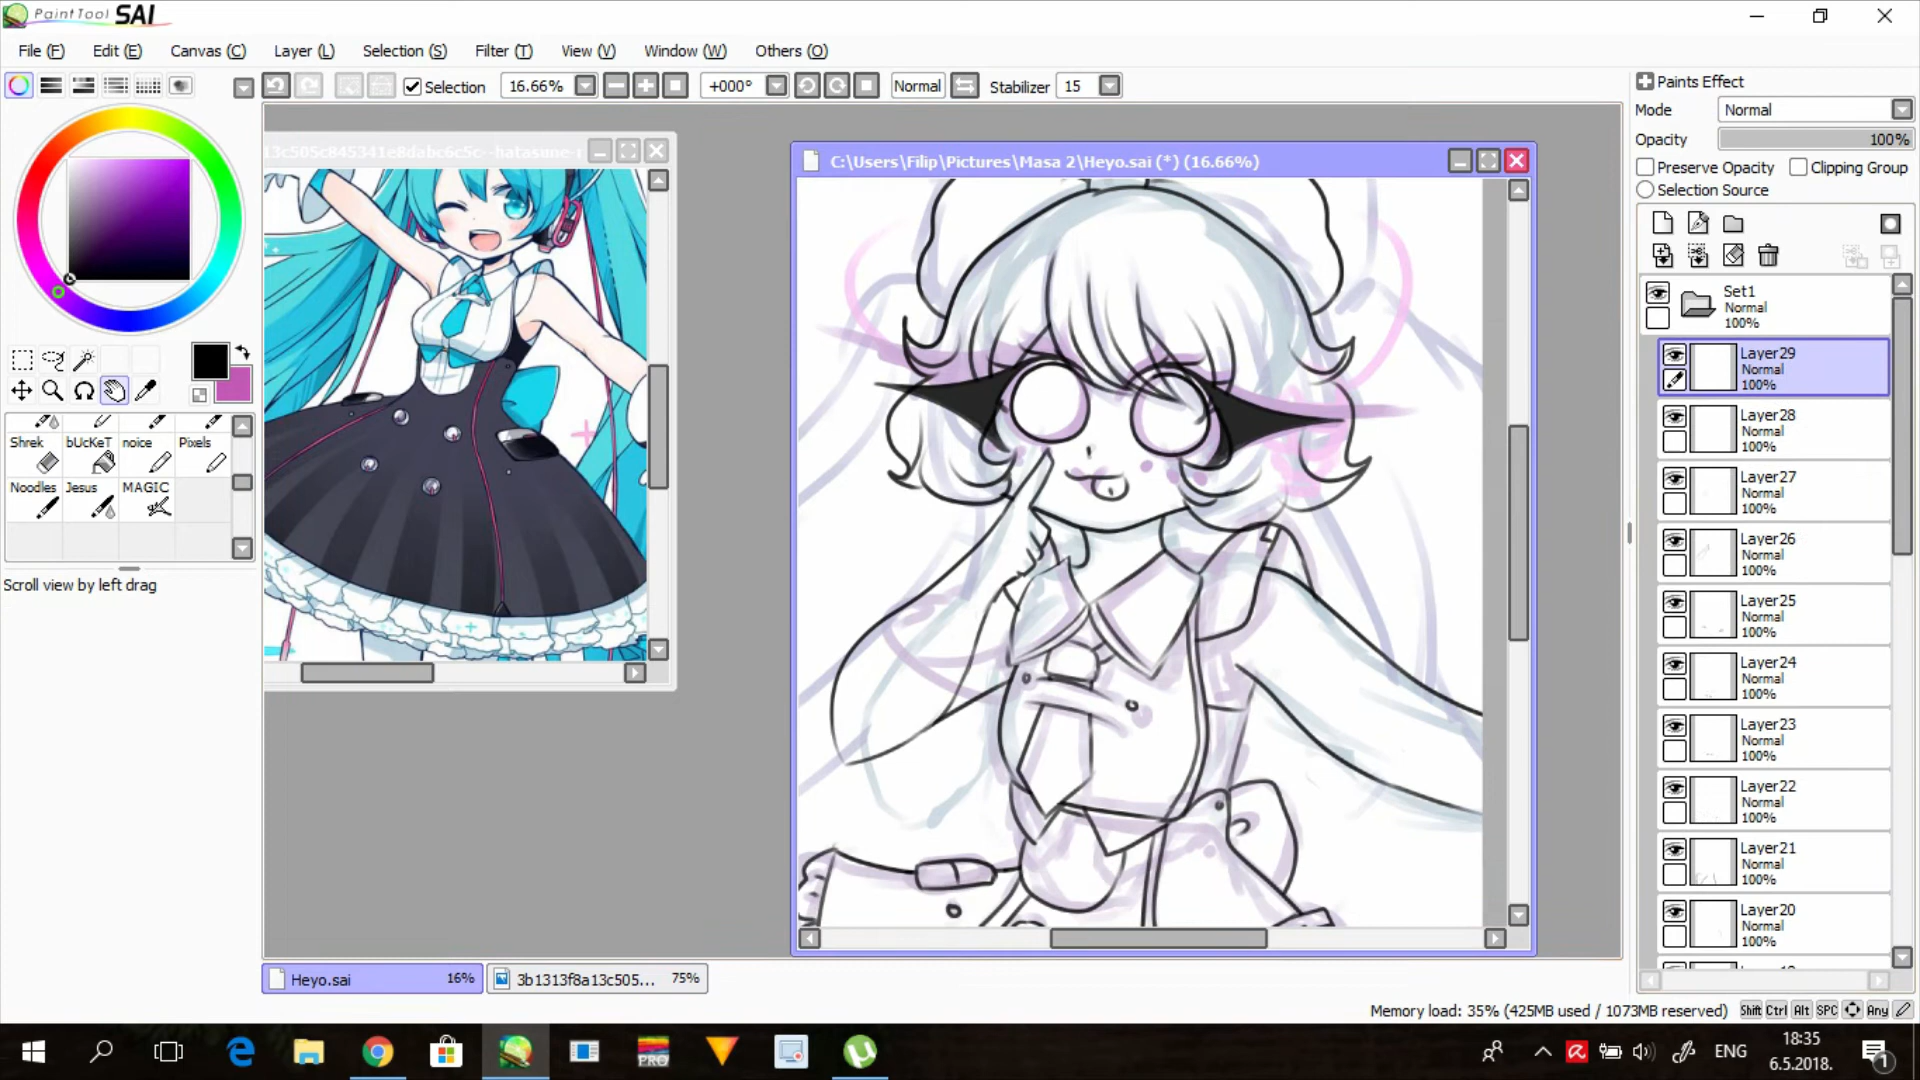 PaintTool SAI
File (F) Edit (E) Canvas (C) Layer (L) Selection (S) Filter (T) View (V) Window (W) Others (O)
Selection 16.66% +000° Normal Stabilizer 15
Paints Effect
Mode Normal
Opacity 100%
Preserve Opacity Clipping Group
Selection Source
13c505c845341e8dabc6c5c--hatasune-
C:\Users\Filip\Pictures\Masa 2\Heyo.sai (*) (16.66%)
Set1
Normal
100%
Layer29
Normal
100%
Layer28
Normal
100%
Layer27
Normal
100%
Layer26
Normal
100%
Layer25
Normal
100%
Layer24
Normal
100%
Layer23
Normal
100%
Layer22
Normal
100%
Layer21
Normal
100%
Layer20
Normal
100%
Shrek bUcKeT noice Pixels
Noodles Jesus MAGIC
Scroll view by left drag
Heyo.sai 16% 3b1313f8a13c505... 75%
Memory load: 35% (425MB used / 1073MB reserved) Shift Ctrl Alt SPC Any
PRO
ENG
18:35
6.5.2018.
1